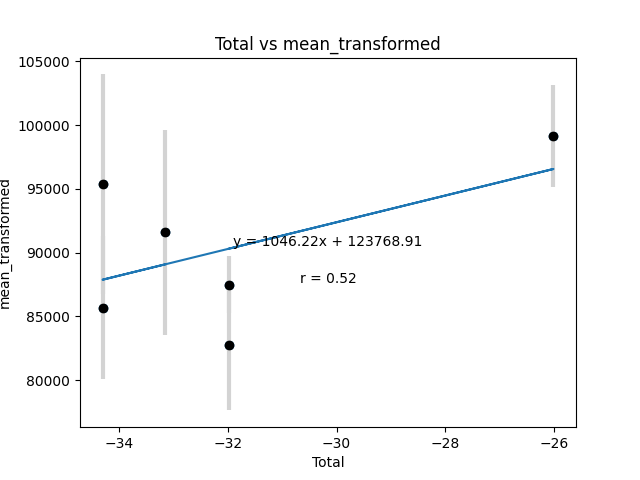 Total vs mean_transformed
105000
100000
95000
90000
85000
80000
mean_transformed
y = 1046.22x + 123768.91
r = 0.52
−34
−32
−30
−28
−26
Total